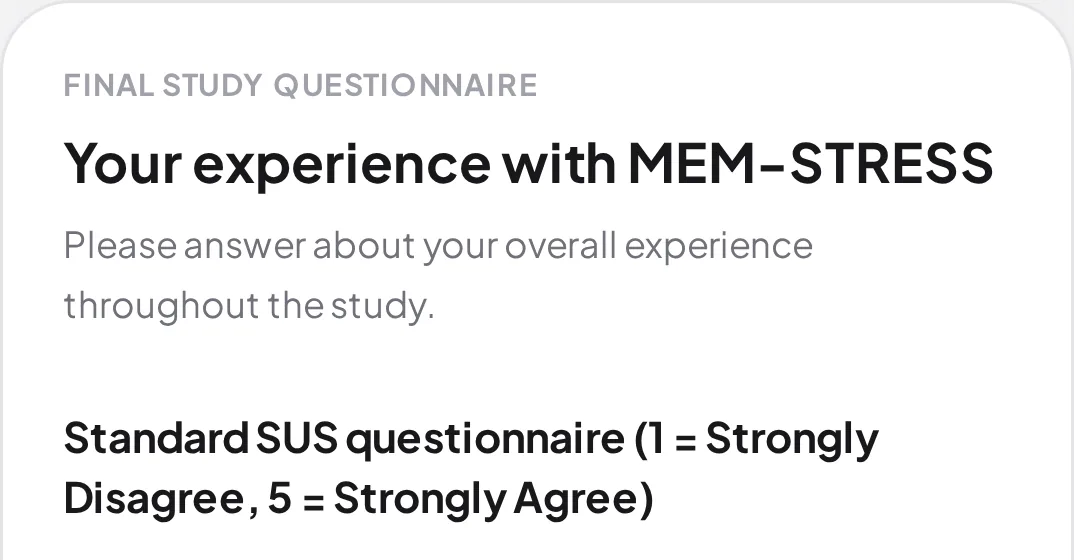 FINAL STUDY QUESTIONNAIRE
Your experience with MEM-STRESS
Please answer about your overall experience
throughout the study.
Standard SUS questionnaire (1 = Strongly
Disagree, 5 = Strongly Agree)